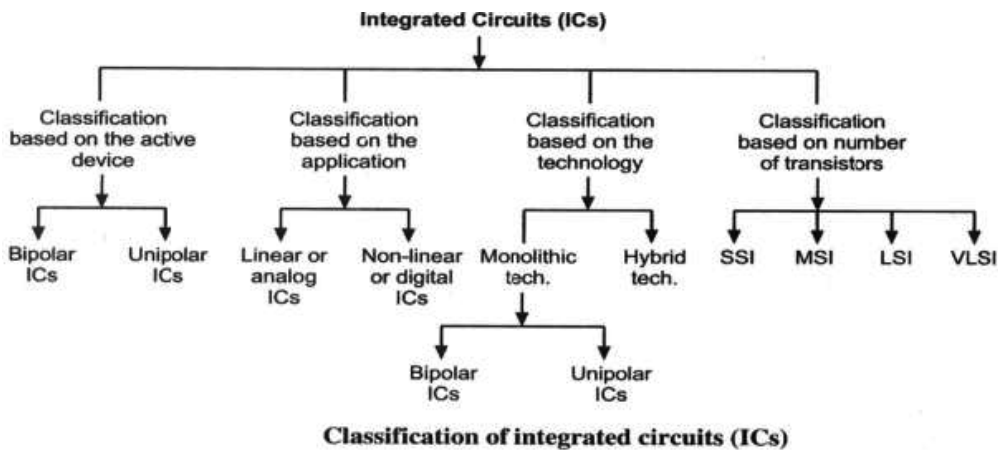 Integrated Circuits (ICs)
Classification
based on the active
device
Classification
based on the
application
Classification
based on the
technology
Classification
based on number
of transistors
Bipolar
ICs
Unipolar
ICs
Linear or
analog
ICs
Non-linear
or digital
ICs
Monolithic
tech.
Hybrid
tech.
SSI
MSI
LSI
VLSI
Bipolar
ICs
Unipolar
ICs
Classification of integrated circuits (ICs)